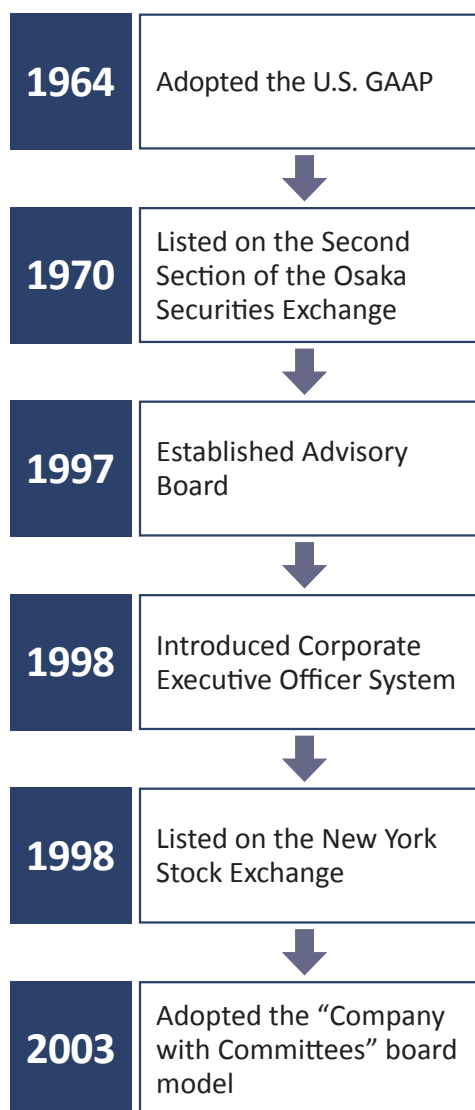 1964
Adopted the U.S. GAAP
1970
Listed on the Second
Section of the Osaka
Securities Exchange
1997
Established Advisory
Board
1998
Introduced Corporate
Executive Officer System
1998
Listed on the New York
Stock Exchange
2003
Adopted the “Company
with Committees” board
model